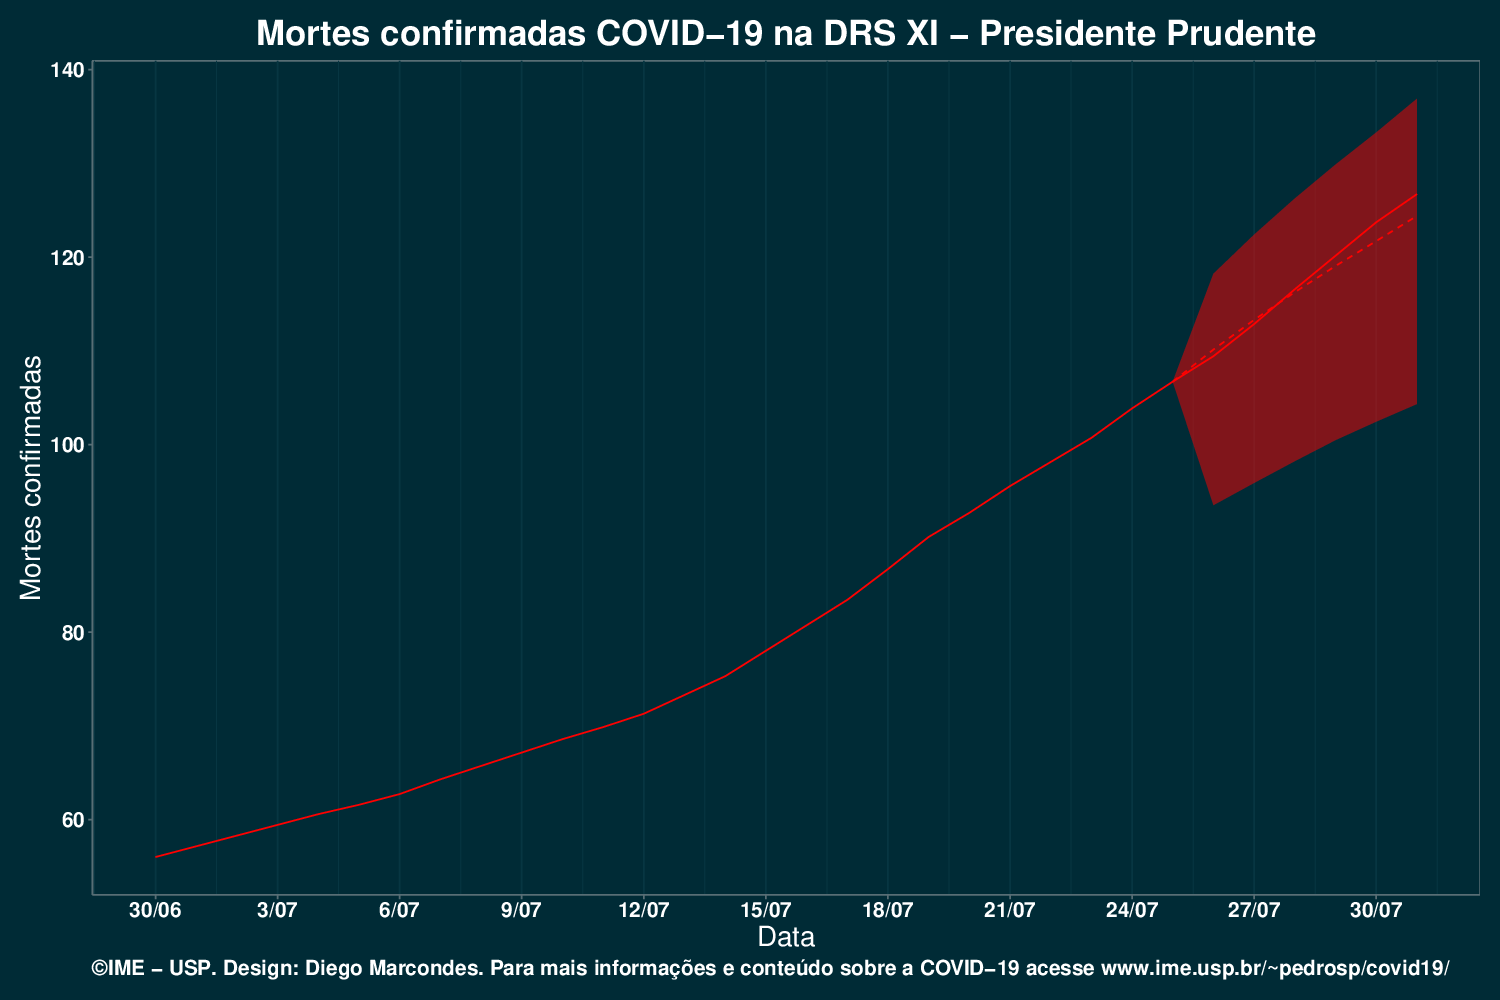 Mortes confirmadas COVID−19 na DRS XI − Presidente Prudente
140
120
100
80
60
Mortes confirmadas
30/06 3/07 6/07 9/07 12/07 15/07 18/07 21/07 24/07 27/07 30/07
Data
©IME − USP. Design: Diego Marcondes. Para mais informações e conteúdo sobre a COVID−19 acesse www.ime.usp.br/~pedrosp/covid19/